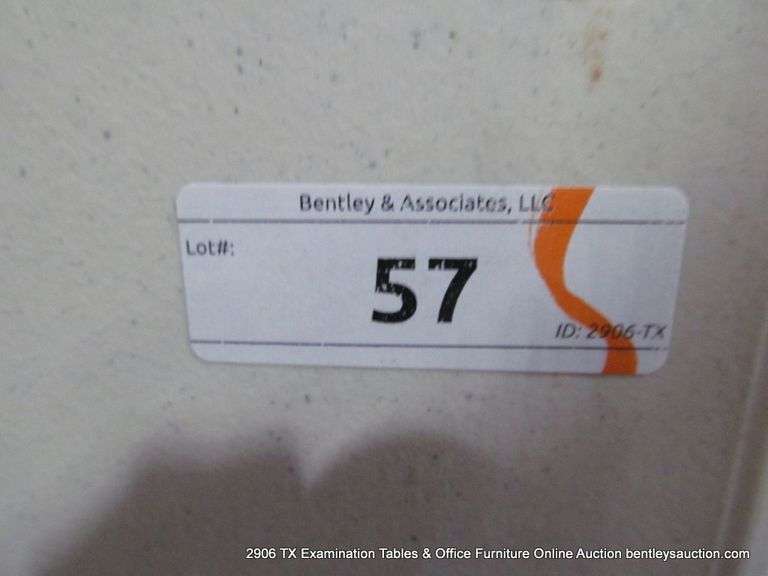 Bentley & Associates, LLC
Lot#:
57
ID: 2906-TX
2906 TX Examination Tables & Office Furniture Online Auction bentleysauction.com